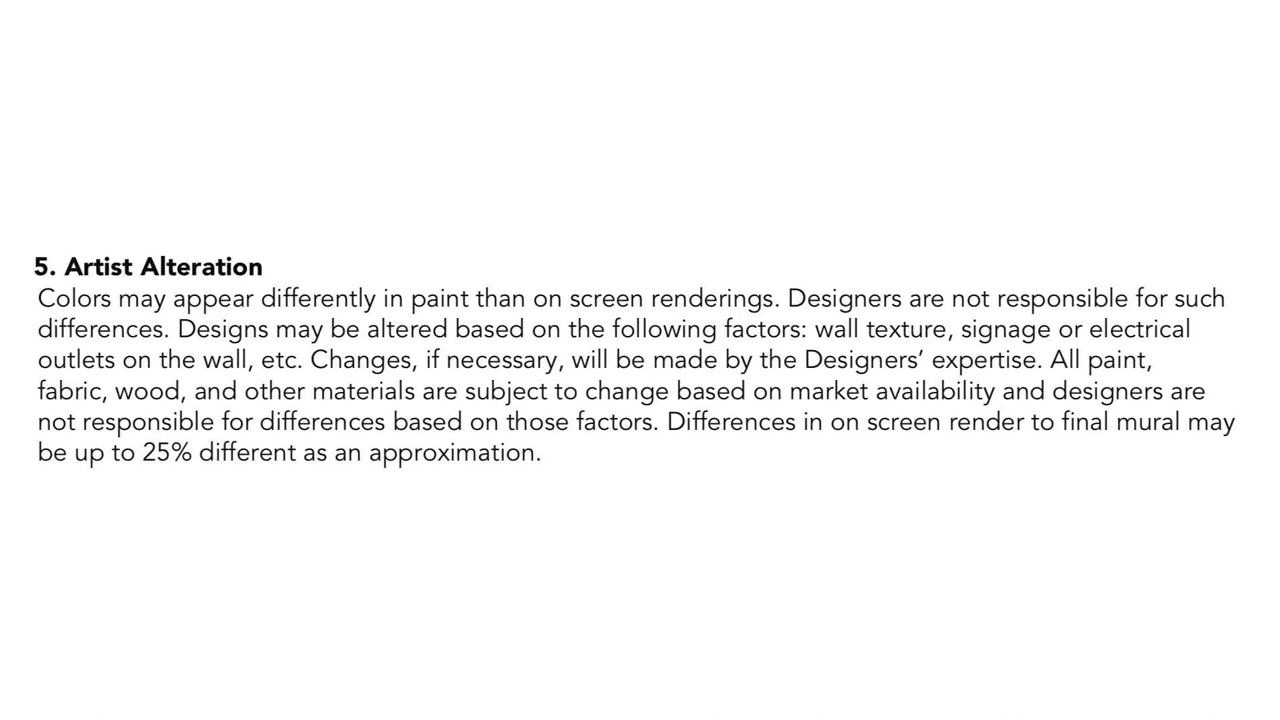 5. Artist Alteration
Colors may appear differently in paint than on screen renderings. Designers are not responsible for such
differences. Designs may be altered based on the following factors: wall texture, signage or electrical
outlets on the wall, etc. Changes, if necessary, will be made by the Designers’ expertise. All paint,
fabric, wood, and other materials are subject to change based on market availability and designers are
not responsible for differences based on those factors. Differences in on screen render to final mural may
be up to 25% different as an approximation.